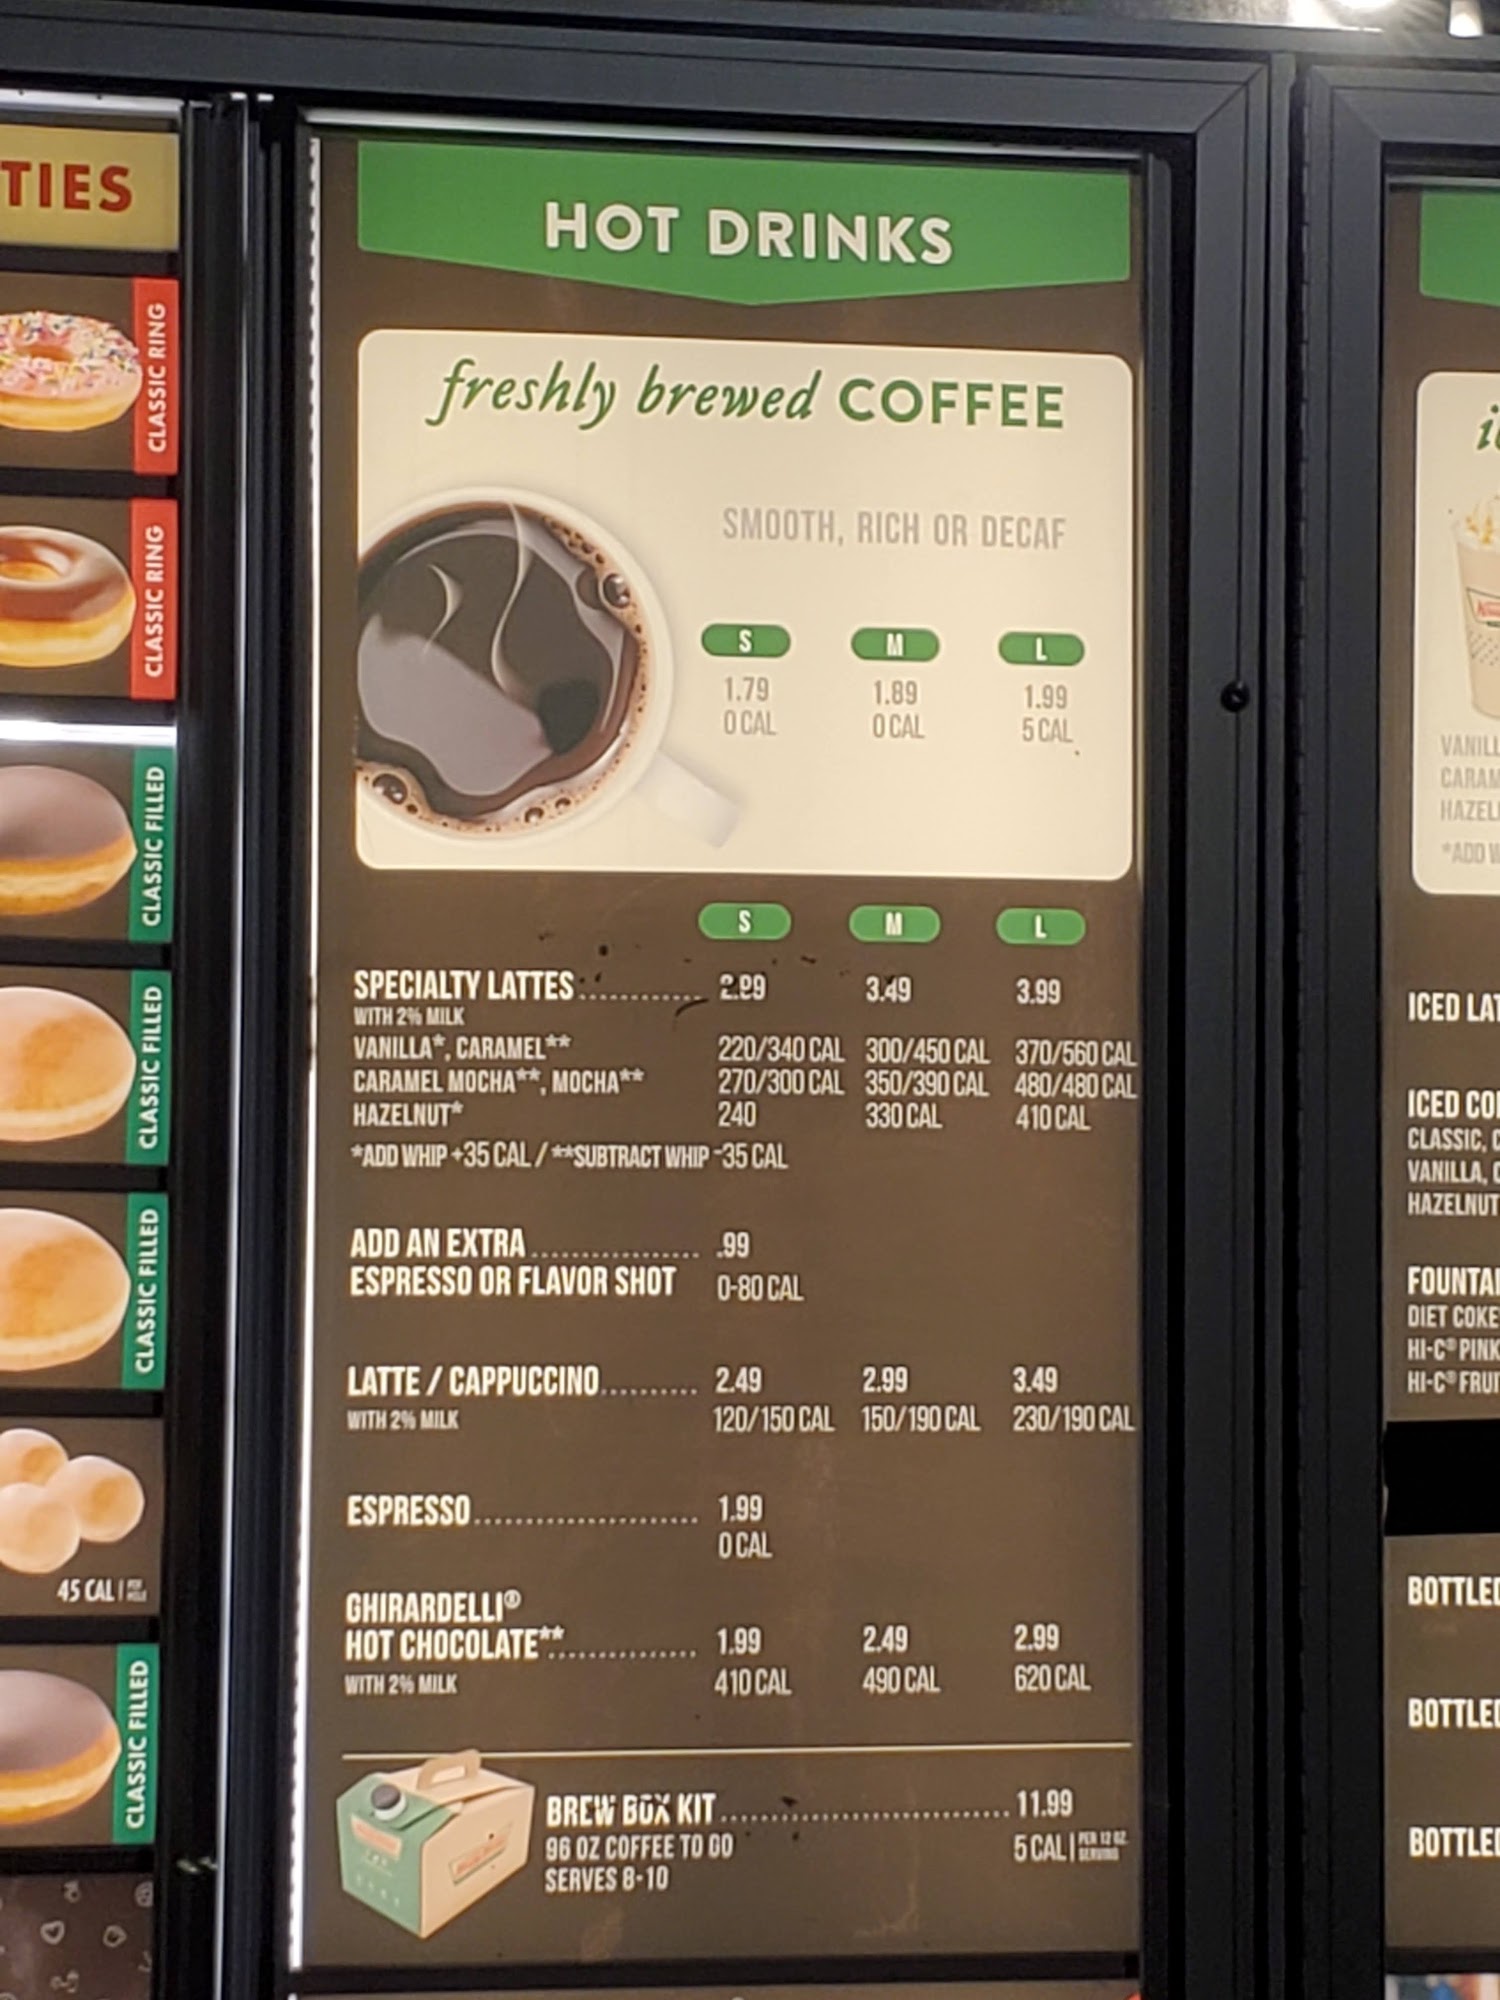 TIES
CLASSIC RING
CLASSIC RING
CLASSIC FILLED
CLASSIC FILLED
CLASSIC FILLED
45 CAL |
CLASSIC FILLED
HOT DRINKS
freshly brewed COFFEE
SMOOTH, RICH OR DECAF
S M L
1.79 1.89 1.99
0 CAL 0 CAL 5 CAL
S M L
SPECIALTY LATTES 2.99 3.49 3.99
WITH 2% MILK
VANILLA*, CARAMEL** 220/340 CAL 300/450 CAL 370/560 CAL
CARAMEL MOCHA**, MOCHA** 270/300 CAL 350/390 CAL 480/480 CAL
HAZELNUT* 240 330 CAL 410 CAL
*ADD WHIP +35 CAL / **SUBTRACT WHIP -35 CAL
ADD AN EXTRA .99
ESPRESSO OR FLAVOR SHOT 0-80 CAL
LATTE / CAPPUCCINO 2.49 2.99 3.49
WITH 2% MILK 120/150 CAL 150/190 CAL 230/190 CAL
ESPRESSO 1.99
0 CAL
GHIRARDELLI®
HOT CHOCOLATE** 1.99 2.49 2.99
WITH 2% MILK 410 CAL 490 CAL 620 CAL
BREW BOX KIT 11.99
96 OZ COFFEE TO GO 5 CAL | PER 12 OZ. SERVING
SERVES 8-10
VANILL
CARAM
HAZEL
*ADD W
ICED LAT
ICED CO
CLASSIC, C
VANILLA, C
HAZELNUT
FOUNTAI
DIET COKE
HI-C® PINK
HI-C® FRUI
BOTTLED
BOTTLED
BOTTLED